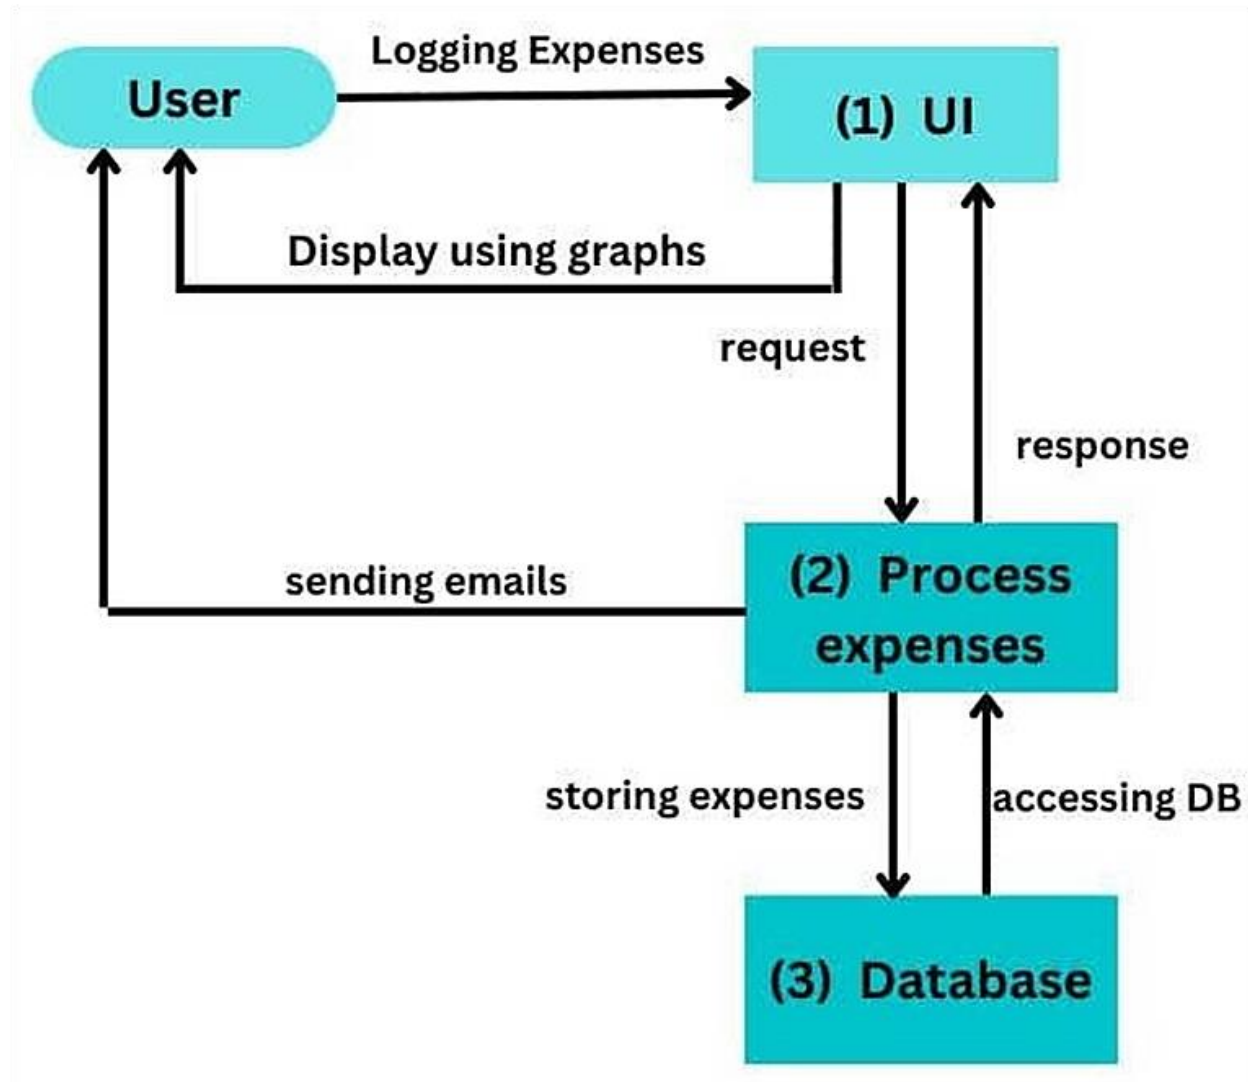 Logging Expenses
User
(1) UI
Display using graphs
request
response
(2) Process
expenses
sending emails
storing expenses
accessing DB
(3) Database